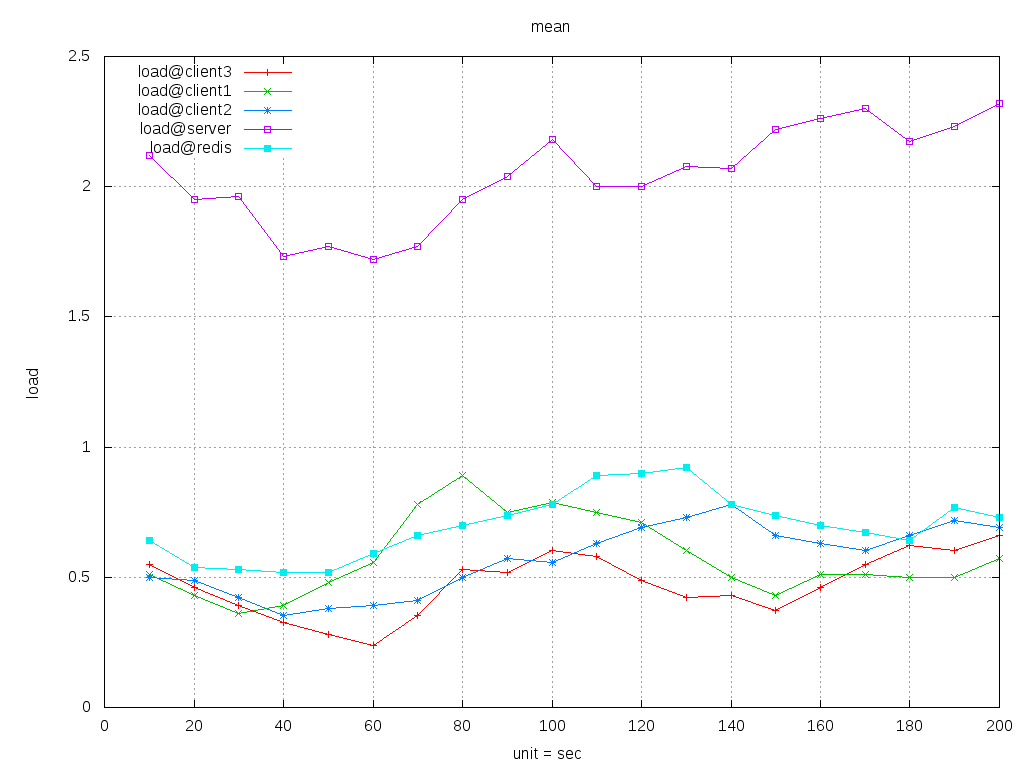 mean
2.5
2
1.5
1
0.5
0
load
load@client3
load@client1
load@client2
load@server
load@redis
0 20 40 60 80 100 120 140 160 180 200
unit = sec